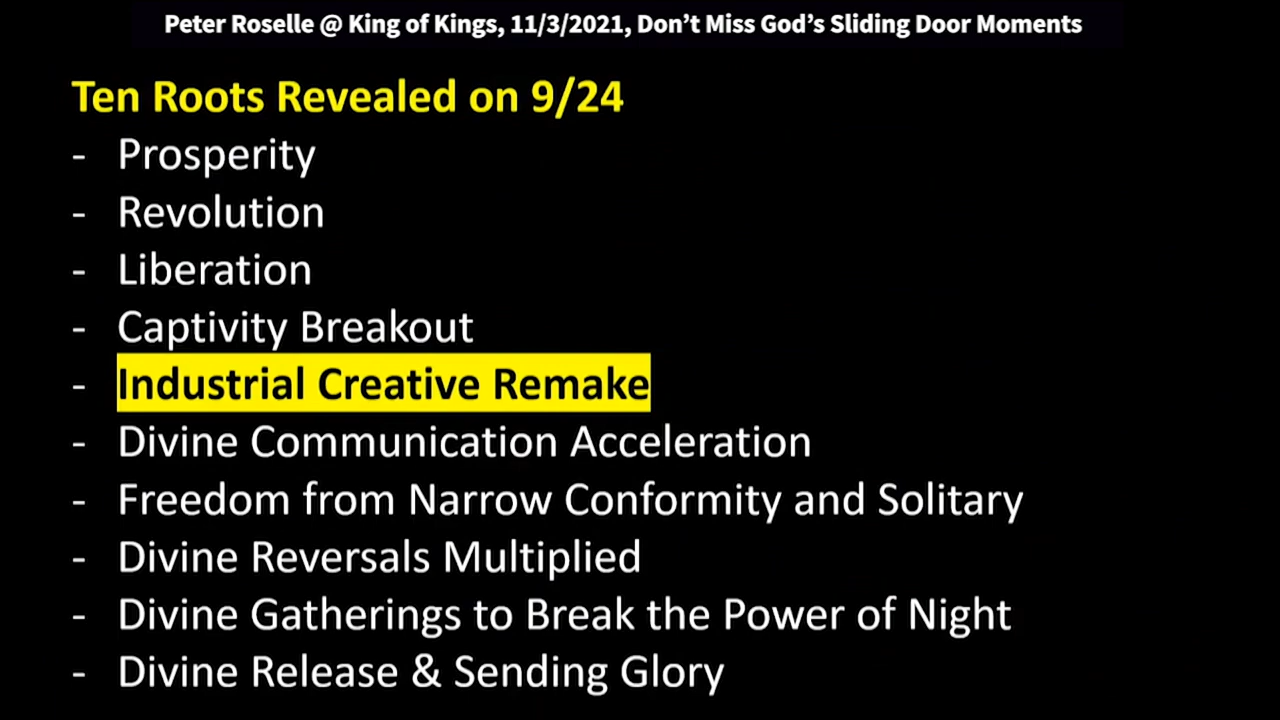 Peter Roselle @ King of Kings, 11/3/2021, Don’t Miss God’s Sliding Door Moments
Ten Roots Revealed on 9/24
- Prosperity
- Revolution
- Liberation
- Captivity Breakout
- Industrial Creative Remake
- Divine Communication Acceleration
- Freedom from Narrow Conformity and Solitary
- Divine Reversals Multiplied
- Divine Gatherings to Break the Power of Night
- Divine Release & Sending Glory